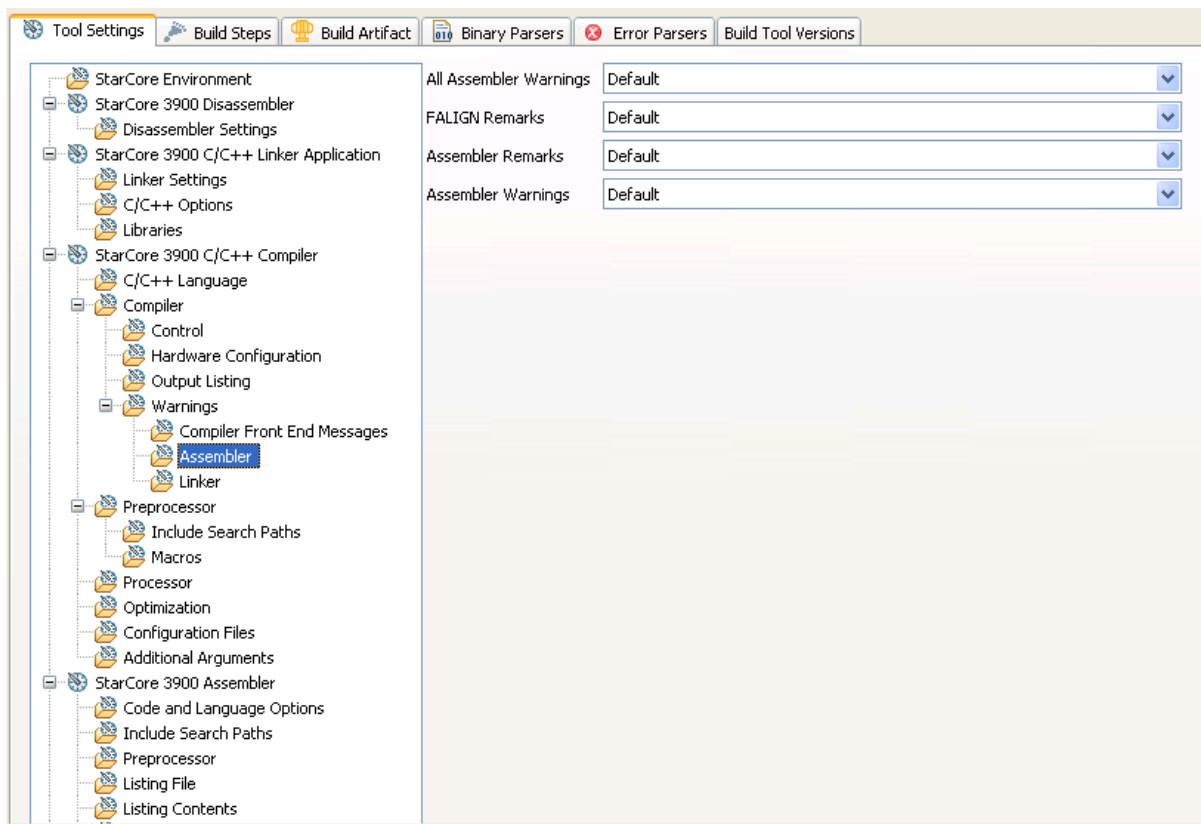 Tool Settings Build Steps Build Artifact Binary Parsers Error Parsers Build Tool Versions
StarCore Environment
StarCore 3900 Disassembler
Disassembler Settings
StarCore 3900 C/C++ Linker Application
Linker Settings
C/C++ Options
Libraries
StarCore 3900 C/C++ Compiler
C/C++ Language
Compiler
Control
Hardware Configuration
Output Listing
Warnings
Compiler Front End Messages
Assembler
Linker
Preprocessor
Include Search Paths
Macros
Processor
Optimization
Configuration Files
Additional Arguments
StarCore 3900 Assembler
Code and Language Options
Include Search Paths
Preprocessor
Listing File
Listing Contents
All Assembler Warnings Default
FALIGN Remarks Default
Assembler Remarks Default
Assembler Warnings Default